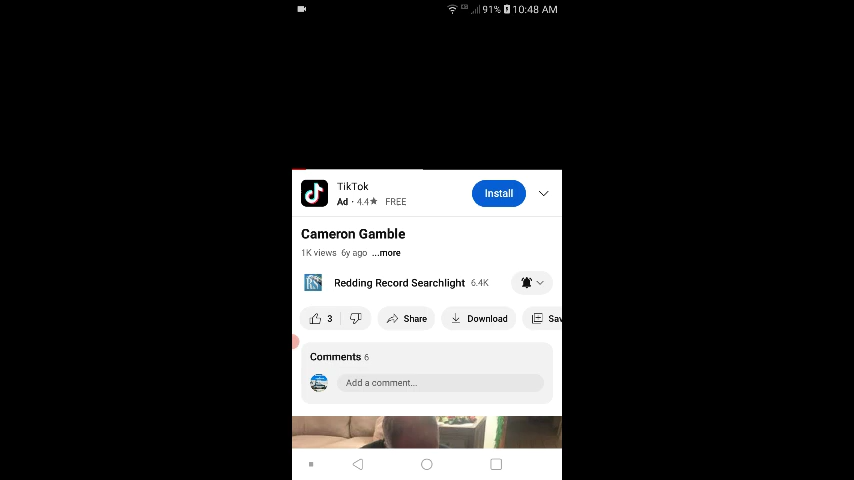 91% 10:48 AM
TikTok
Ad · 4.4★ FREE
Install
Cameron Gamble
1K views 6y ago ...more
Redding Record Searchlight 6.4K
3 Share Download Sav
Comments 6
Add a comment...